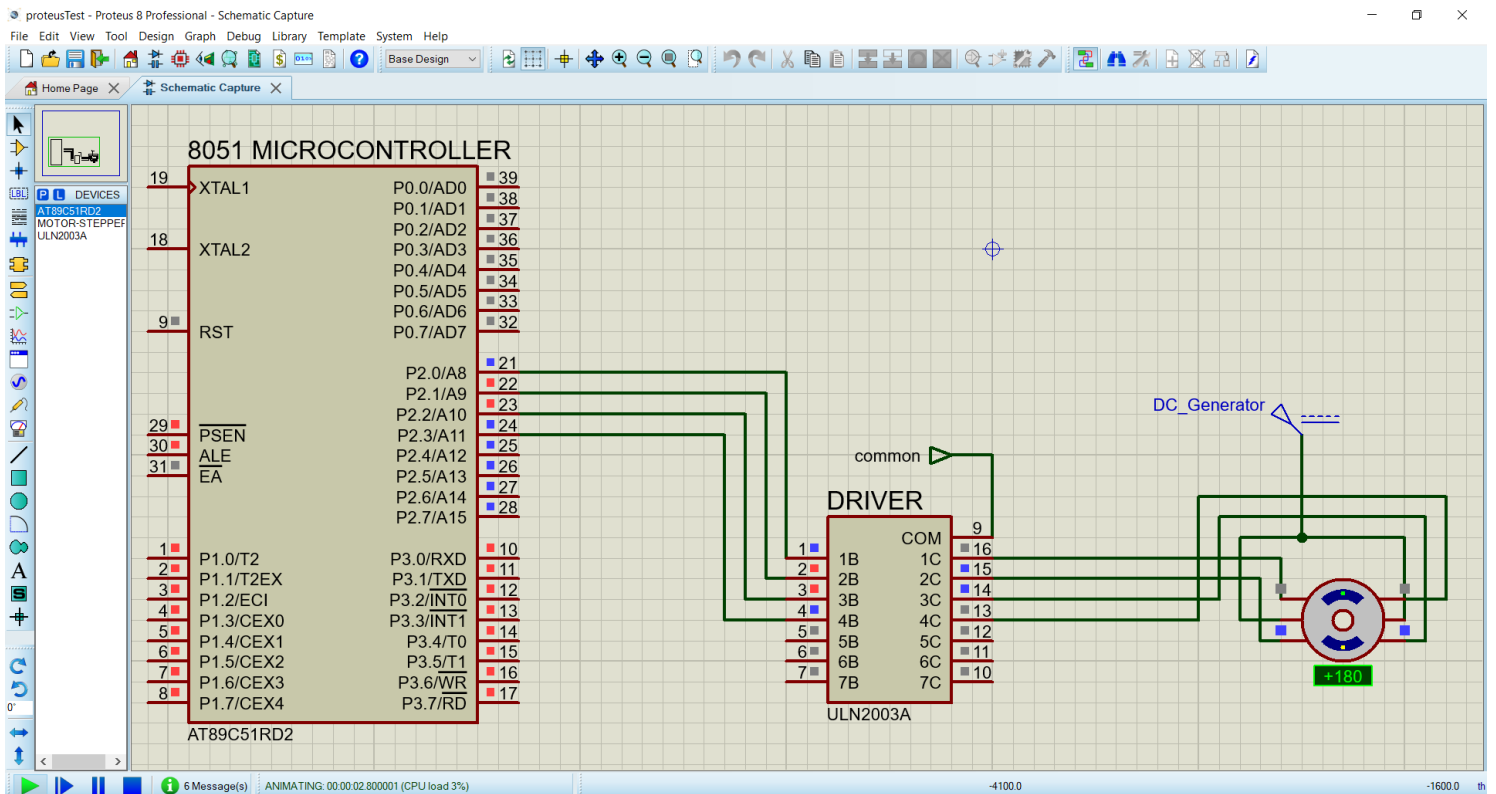 proteusTest - Proteus 8 Professional - Schematic Capture
File Edit View Tool Design Graph Debug Library Template System Help
Base Design
Home Page
Schematic Capture
LBL
P L DEVICES
AT89C51RD2
MOTOR-STEPPER
ULN2003A
A
S
0°
8051 MICROCONTROLLER
19 XTAL1
18 XTAL2
9 RST
29 PSEN
30 ALE
31 EA
1 P1.0/T2
2 P1.1/T2EX
3 P1.2/ECI
4 P1.3/CEX0
5 P1.4/CEX1
6 P1.5/CEX2
7 P1.6/CEX3
8 P1.7/CEX4
P0.0/AD0 39
P0.1/AD1 38
P0.2/AD2 37
P0.3/AD3 36
P0.4/AD4 35
P0.5/AD5 34
P0.6/AD6 33
P0.7/AD7 32
P2.0/A8 21
P2.1/A9 22
P2.2/A10 23
P2.3/A11 24
P2.4/A12 25
P2.5/A13 26
P2.6/A14 27
P2.7/A15 28
P3.0/RXD 10
P3.1/TXD 11
P3.2/INT0 12
P3.3/INT1 13
P3.4/T0 14
P3.5/T1 15
P3.6/WR 16
P3.7/RD 17
AT89C51RD2
common
DRIVER
1 1B
2 2B
3 3B
4 4B
5 5B
6 6B
7 7B
COM 9
1C 16
2C 15
3C 14
4C 13
5C 12
6C 11
7C 10
ULN2003A
DC_Generator
+180
6 Message(s)
ANIMATING: 00:00:02.800001 (CPU load 3%)
-4100.0
-1600.0
th